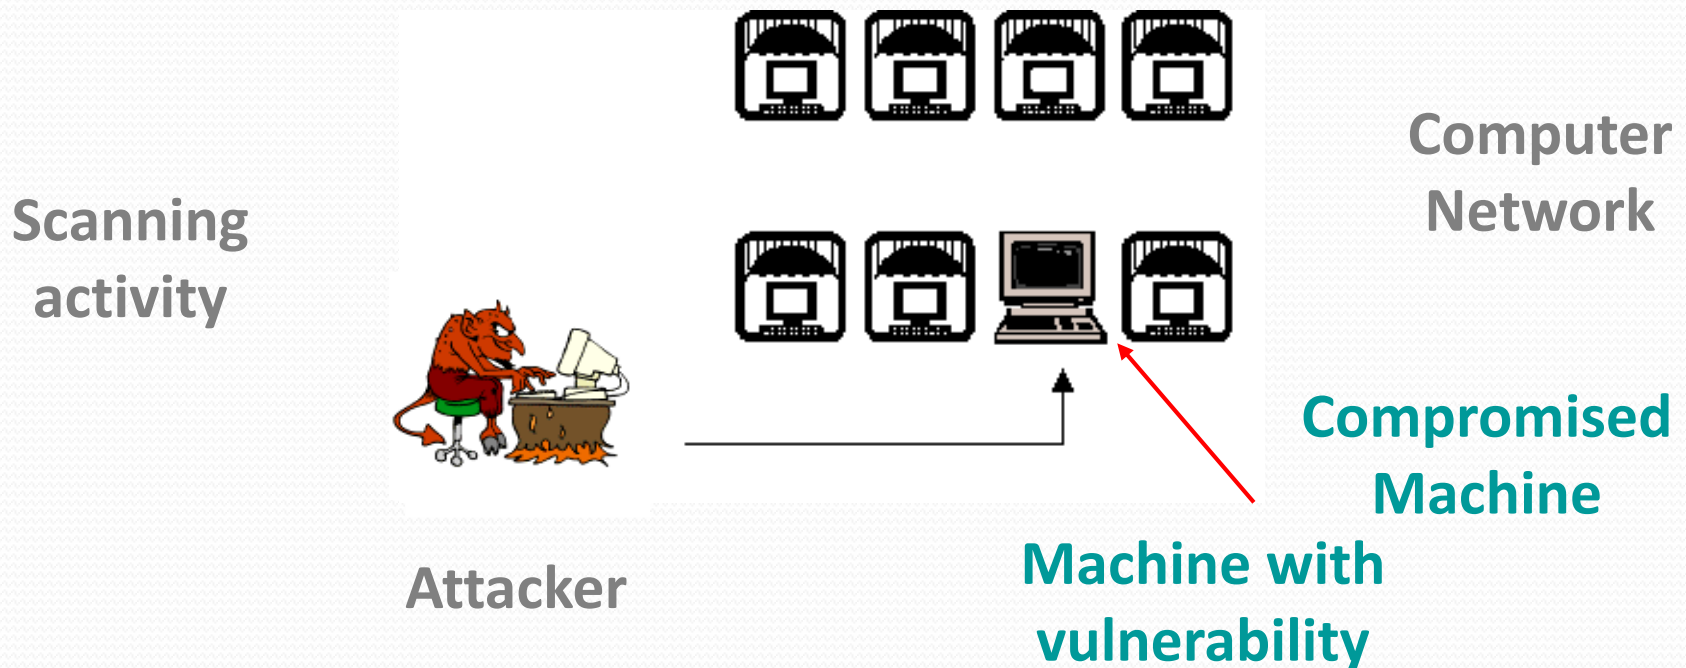 Scanning
activity
Computer
Network
Attacker
Compromised
Machine
Machine with
vulnerability